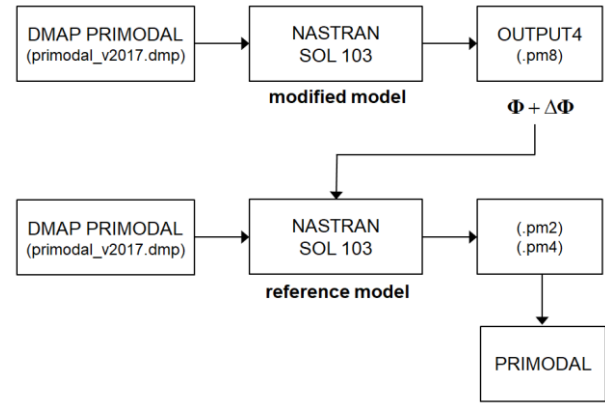 DMAP PRIMODAL
(primodal_v2017.dmp)
NASTRAN
SOL 103
OUTPUT4
(.pm8)
modified model
Φ + ΔΦ
DMAP PRIMODAL
(primodal_v2017.dmp)
NASTRAN
SOL 103
(.pm2)
(.pm4)
reference model
PRIMODAL